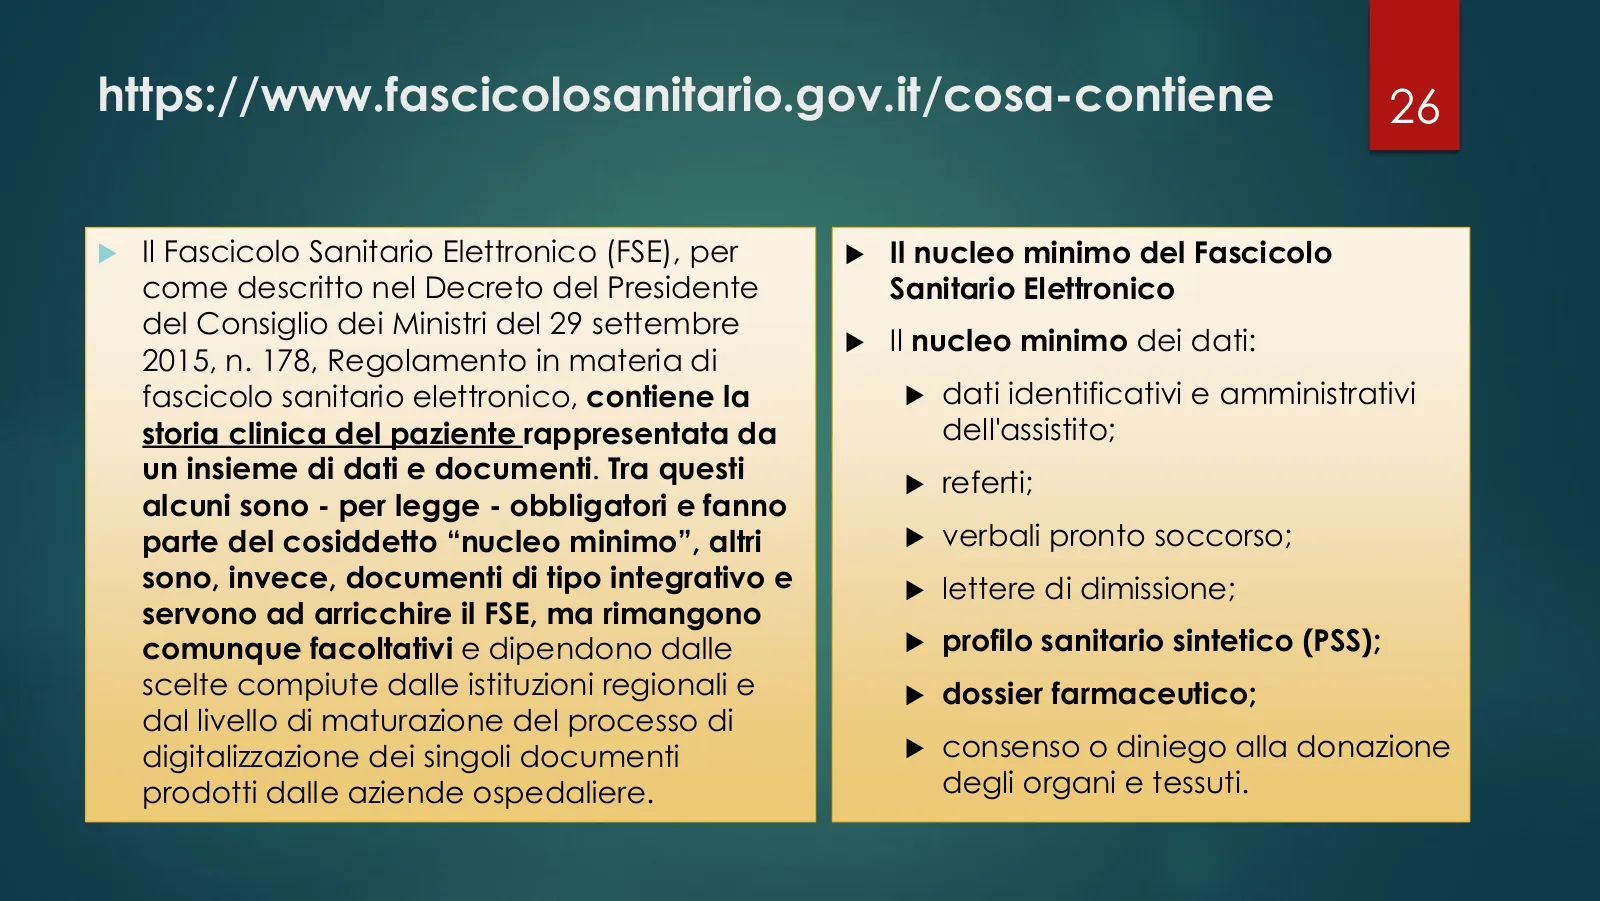 https://www.fascicolosanitario.gov.it/cosa-contiene
26
Il Fascicolo Sanitario Elettronico (FSE), per
come descritto nel Decreto del Presidente
del Consiglio dei Ministri del 29 settembre
2015, n. 178, Regolamento in materia di
fascicolo sanitario elettronico, contiene la
storia clinica del paziente rappresentata da
un insieme di dati e documenti. Tra questi
alcuni sono - per legge - obbligatori e fanno
parte del cosiddetto “nucleo minimo”, altri
sono, invece, documenti di tipo integrativo e
servono ad arricchire il FSE, ma rimangono
comunque facoltativi e dipendono dalle
scelte compiute dalle istituzioni regionali e
dal livello di maturazione del processo di
digitalizzazione dei singoli documenti
prodotti dalle aziende ospedaliere.
Il nucleo minimo del Fascicolo
Sanitario Elettronico
Il nucleo minimo dei dati:
dati identificativi e amministrativi
dell'assistito;
referti;
verbali pronto soccorso;
lettere di dimissione;
profilo sanitario sintetico (PSS);
dossier farmaceutico;
consenso o diniego alla donazione
degli organi e tessuti.